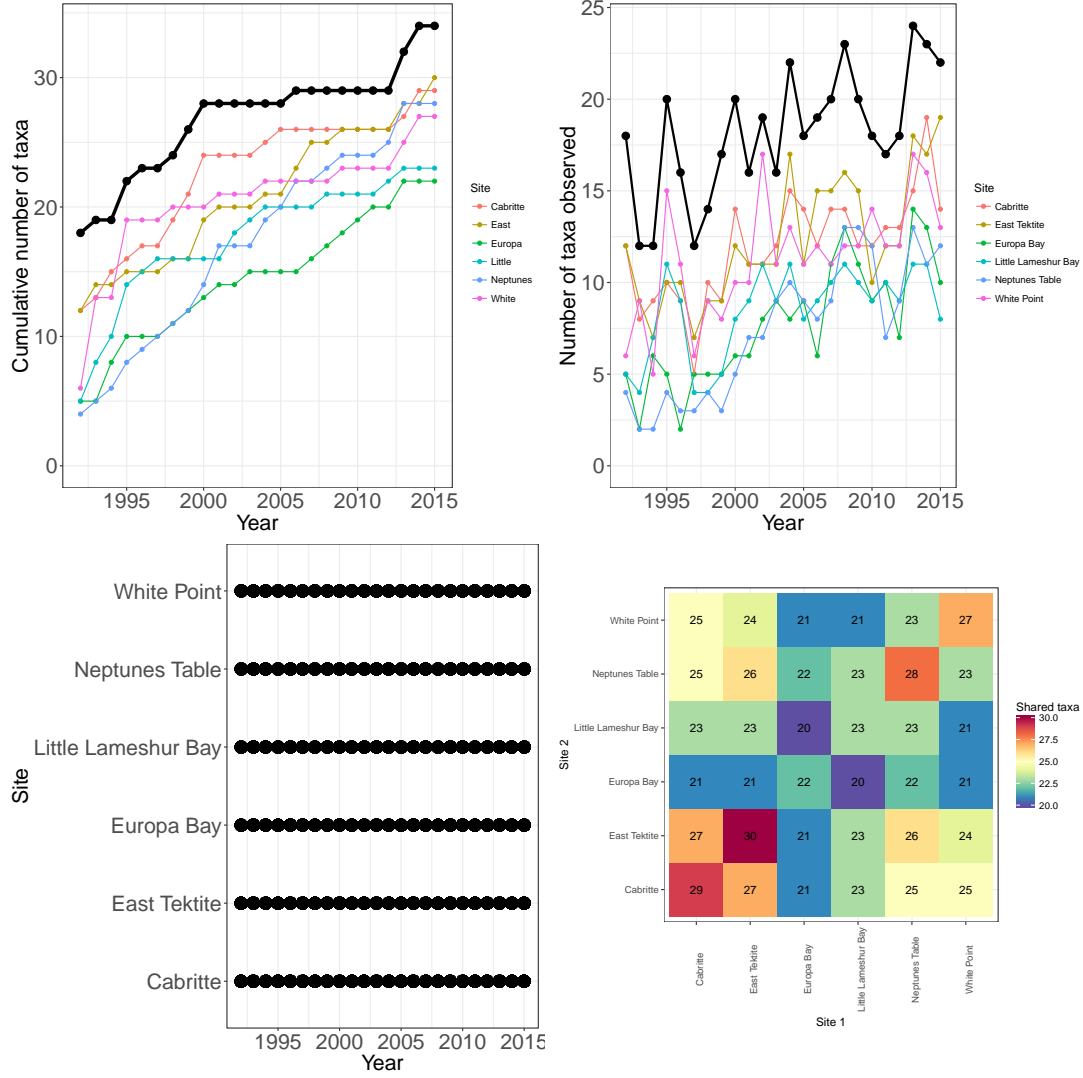 Cumulative number of taxa
30
20
10
0
1995 2000 2005 2010 2015
Year
Site
Cabritte
East
Europa
Little
Neptunes
White
Number of taxa observed
25
20
15
10
5
0
1995 2000 2005 2010 2015
Year
Site
Cabritte
East Tektite
Europa Bay
Little Lameshur Bay
Neptunes Table
White Point
Site
White Point
Neptunes Table
Little Lameshur Bay
Europa Bay
East Tektite
Cabritte
1995 2000 2005 2010 2015
Year
Site 2
White Point 25 24 21 21 23 27
Neptunes Table 25 26 22 23 28 23
Little Lameshur Bay 23 23 20 23 23 21
Europa Bay 21 21 22 20 22 21
East Tektite 27 30 21 23 26 24
Cabritte 29 27 21 23 25 25
Cabritte
East Tektite
Europa Bay
Little Lameshur Bay
Neptunes Table
White Point
Site 1
Shared taxa
30.0
27.5
25.0
22.5
20.0